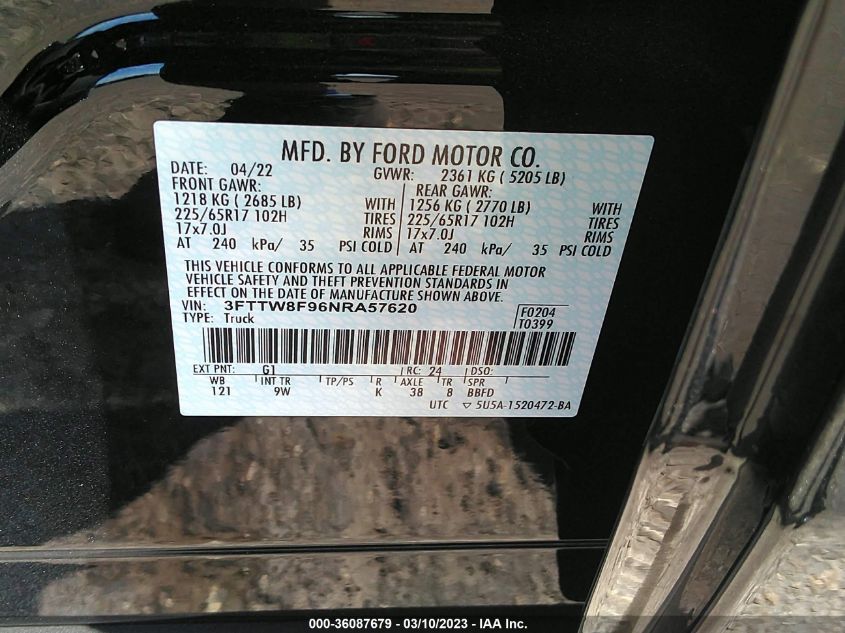 MFD. BY FORD MOTOR CO.
DATE: 04/22 GVWR: 2361 KG ( 5205 LB)
FRONT GAWR: REAR GAWR:
1218 KG ( 2685 LB) WITH 1256 KG ( 2770 LB) WITH
225/65R17 102H TIRES 225/65R17 102H TIRES
17x7.0J RIMS 17x7.0J RIMS
AT 240 kPa/ 35 PSI COLD AT 240 kPa/ 35 PSI COLD
THIS VEHICLE CONFORMS TO ALL APPLICABLE FEDERAL MOTOR
VEHICLE SAFETY AND THEFT PREVENTION STANDARDS IN
EFFECT ON THE DATE OF MANUFACTURE SHOWN ABOVE.
VIN: 3FTTW8F96NRA57620 F0204
TYPE: Truck T0399
EXT PNT: G1 RC: 24 DSO:
WB INT TR TP/PS R AXLE TR SPR
121 9W K 38 8 BBFD
UTC ▽5U5A-1520472-BA
000-36087679 — 03/10/2023 — IAA Inc.